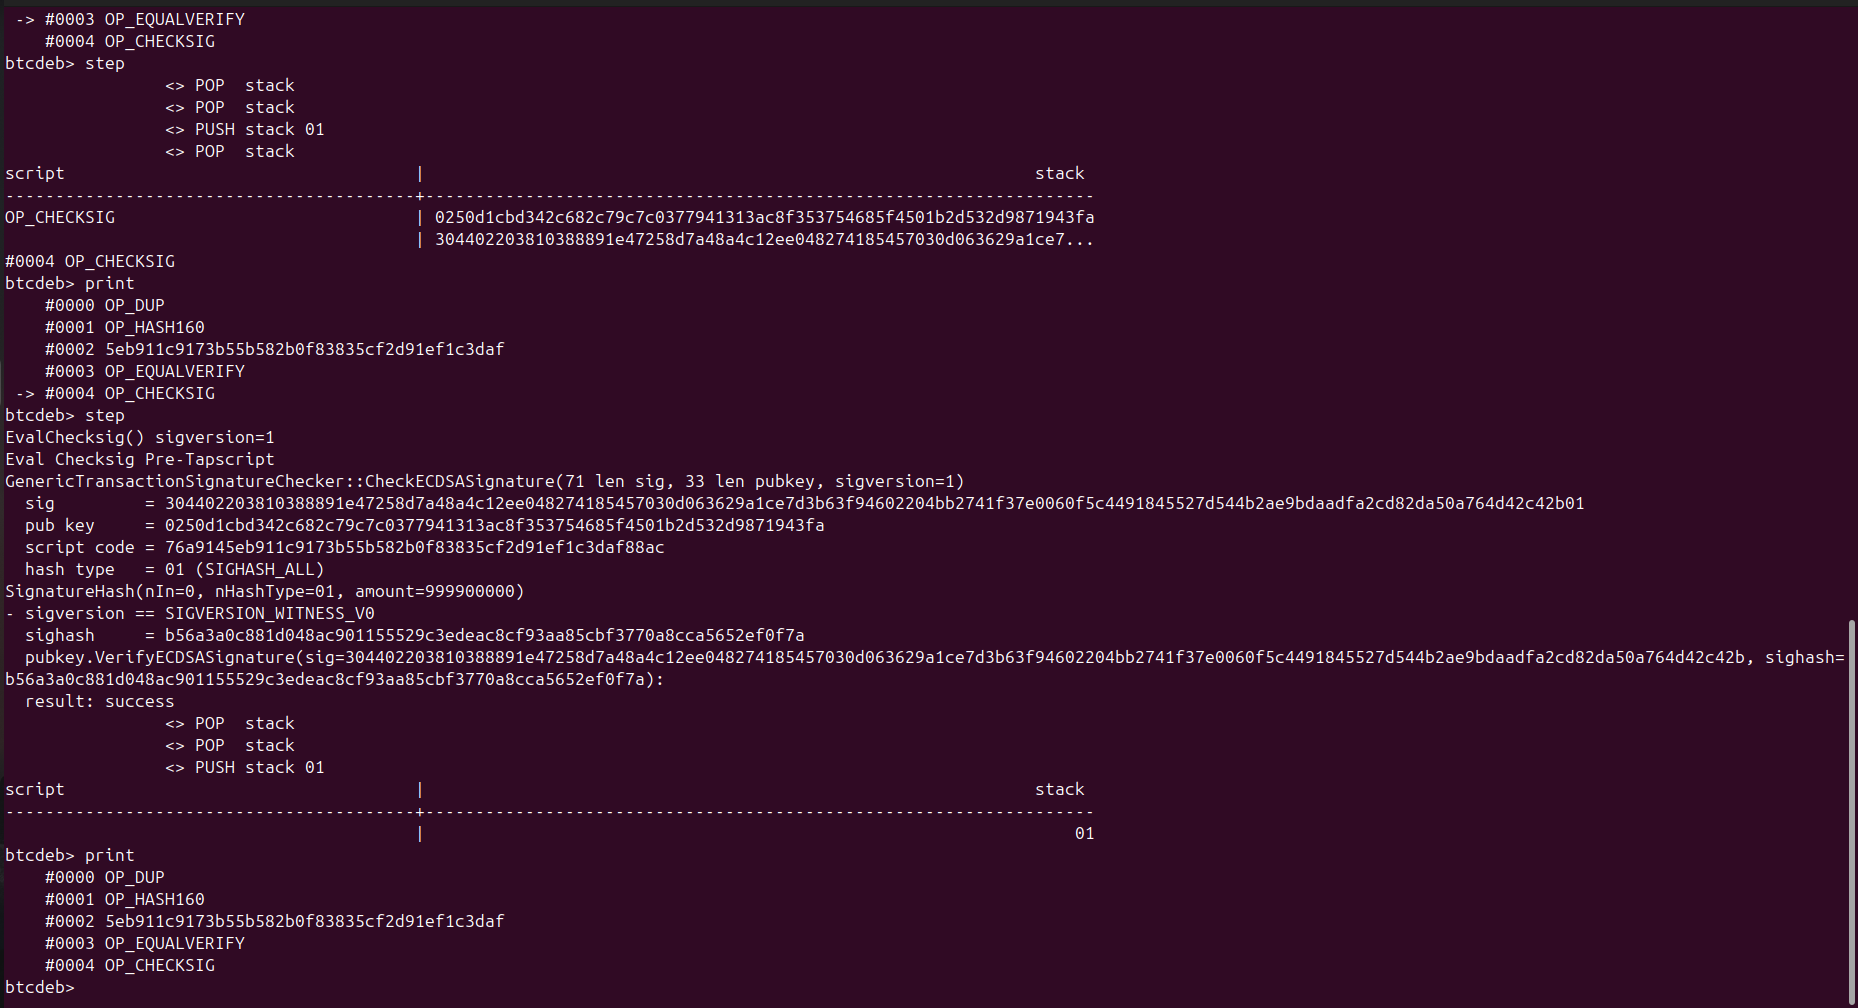 -> #0003 OP_EQUALVERIFY
    #0004 OP_CHECKSIG
btcdeb> step
                <> POP  stack
                <> POP  stack
                <> PUSH stack 01
                <> POP  stack
script                                   |                                                             stack
-----------------------------------------+-------------------------------------------------------------------
OP_CHECKSIG                              | 0250d1cbd342c682c79c7c0377941313ac8f353754685f4501b2d532d9871943fa
                                         | 304402203810388891e47258d7a48a4c12ee048274185457030d063629a1ce7...
#0004 OP_CHECKSIG
btcdeb> print
    #0000 OP_DUP
    #0001 OP_HASH160
    #0002 5eb911c9173b55b582b0f83835cf2d91ef1c3daf
    #0003 OP_EQUALVERIFY
 -> #0004 OP_CHECKSIG
btcdeb> step
EvalChecksig() sigversion=1
Eval Checksig Pre-Tapscript
GenericTransactionSignatureChecker::CheckECDSASignature(71 len sig, 33 len pubkey, sigversion=1)
  sig         = 304402203810388891e47258d7a48a4c12ee048274185457030d063629a1ce7d3b63f94602204bb2741f37e0060f5c4491845527d544b2ae9bdaadfa2cd82da50a764d42c42b01
  pub key     = 0250d1cbd342c682c79c7c0377941313ac8f353754685f4501b2d532d9871943fa
  script code = 76a9145eb911c9173b55b582b0f83835cf2d91ef1c3daf88ac
  hash type   = 01 (SIGHASH_ALL)
SignatureHash(nIn=0, nHashType=01, amount=999900000)
- sigversion == SIGVERSION_WITNESS_V0
  sighash     = b56a3a0c881d048ac901155529c3edeac8cf93aa85cbf3770a8cca5652ef0f7a
  pubkey.VerifyECDSASignature(sig=304402203810388891e47258d7a48a4c12ee048274185457030d063629a1ce7d3b63f94602204bb2741f37e0060f5c4491845527d544b2ae9bdaadfa2cd82da50a764d42c42b, sighash=
b56a3a0c881d048ac901155529c3edeac8cf93aa85cbf3770a8cca5652ef0f7a):
  result: success
                <> POP  stack
                <> POP  stack
                <> PUSH stack 01
script                                   |                                                             stack
-----------------------------------------+-------------------------------------------------------------------
                                         |                                                                 01
btcdeb> print
    #0000 OP_DUP
    #0001 OP_HASH160
    #0002 5eb911c9173b55b582b0f83835cf2d91ef1c3daf
    #0003 OP_EQUALVERIFY
    #0004 OP_CHECKSIG
btcdeb>